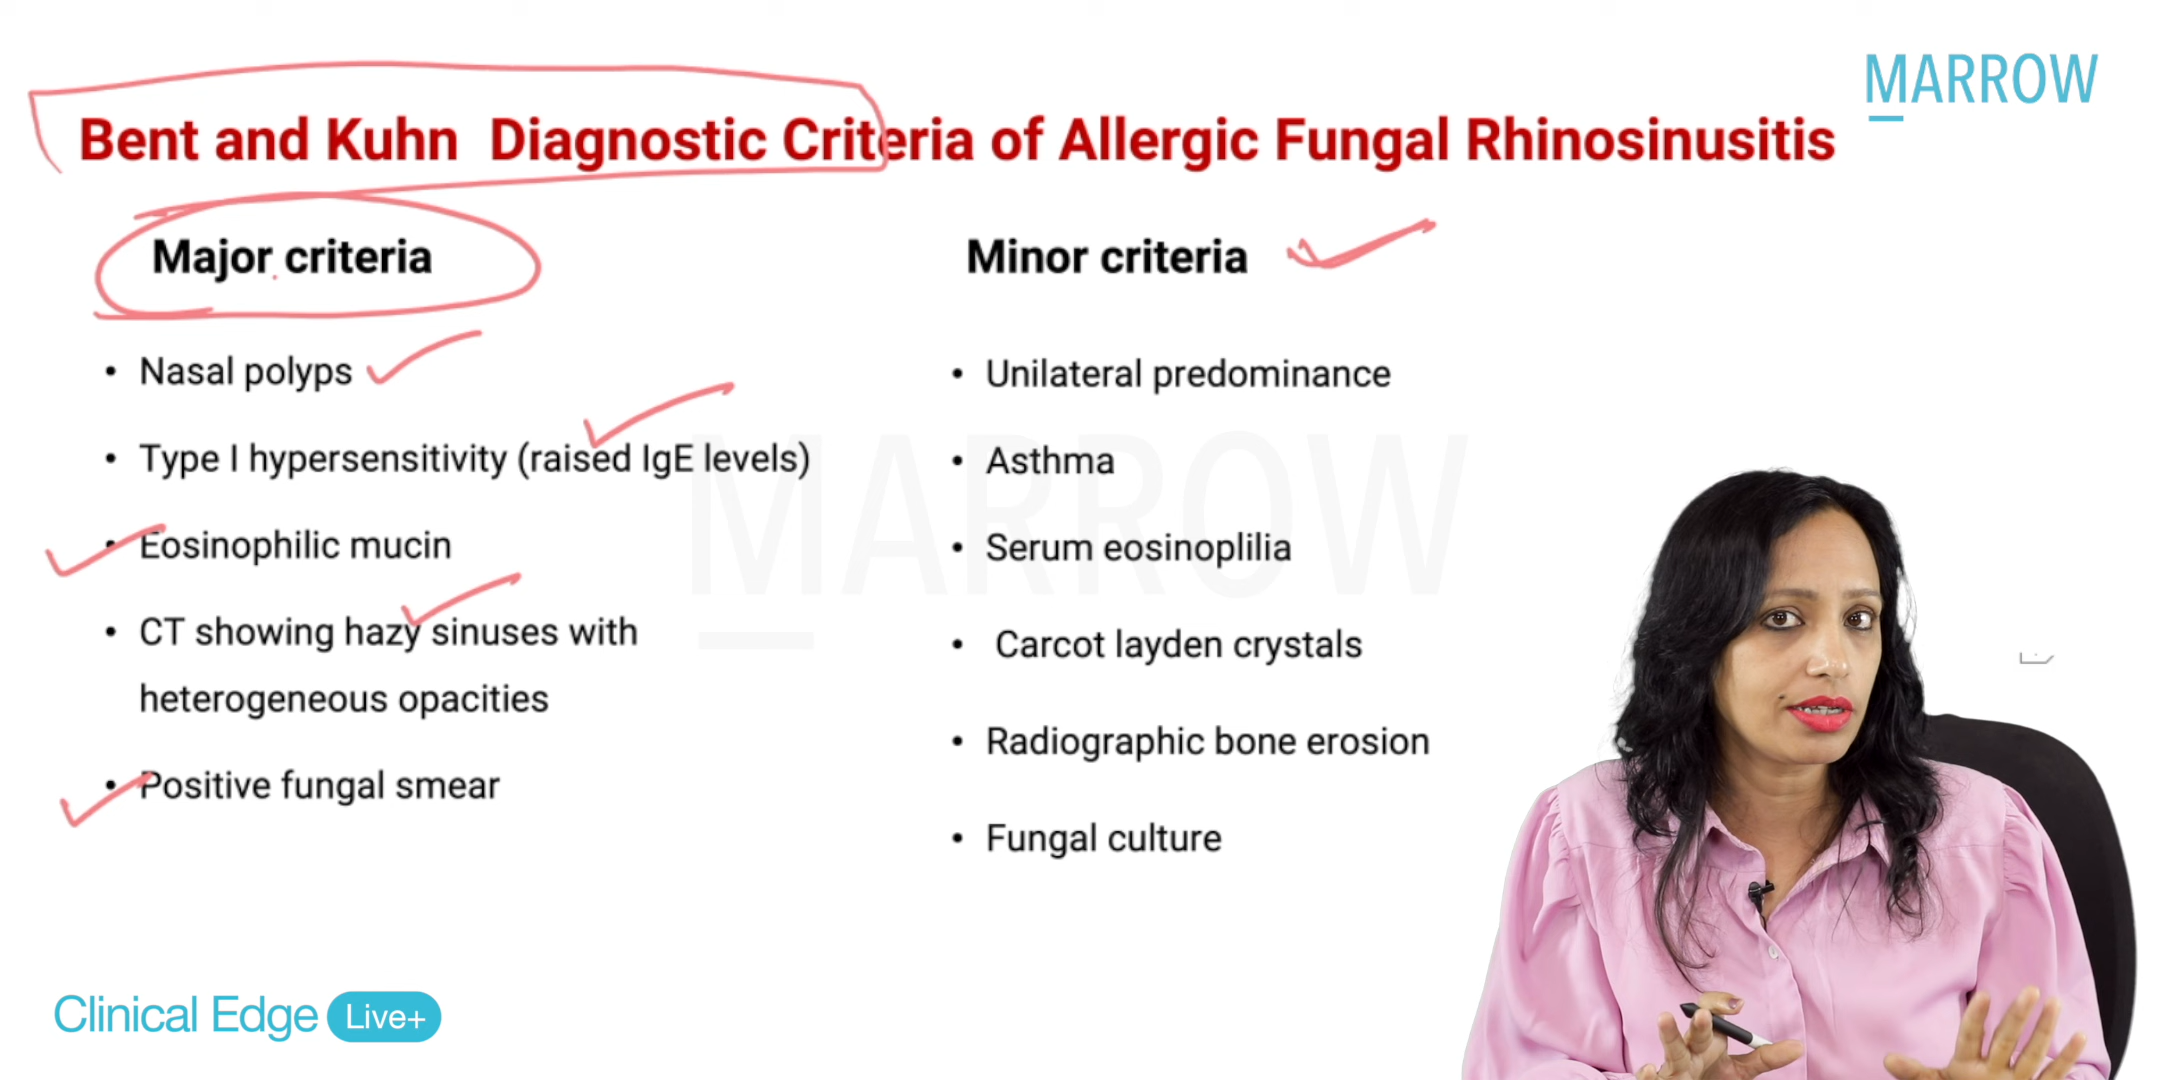 MARROW
Bent and Kuhn Diagnostic Criteria of Allergic Fungal Rhinosinusitis
Major criteria
• Nasal polyps
• Type I hypersensitivity (raised IgE levels)
• Eosinophilic mucin
• CT showing hazy sinuses with
heterogeneous opacities
• Positive fungal smear
Minor criteria
• Unilateral predominance
• Asthma
• Serum eosinoplilia
• Carcot layden crystals
• Radiographic bone erosion
• Fungal culture
MARROW
Clinical Edge Live+